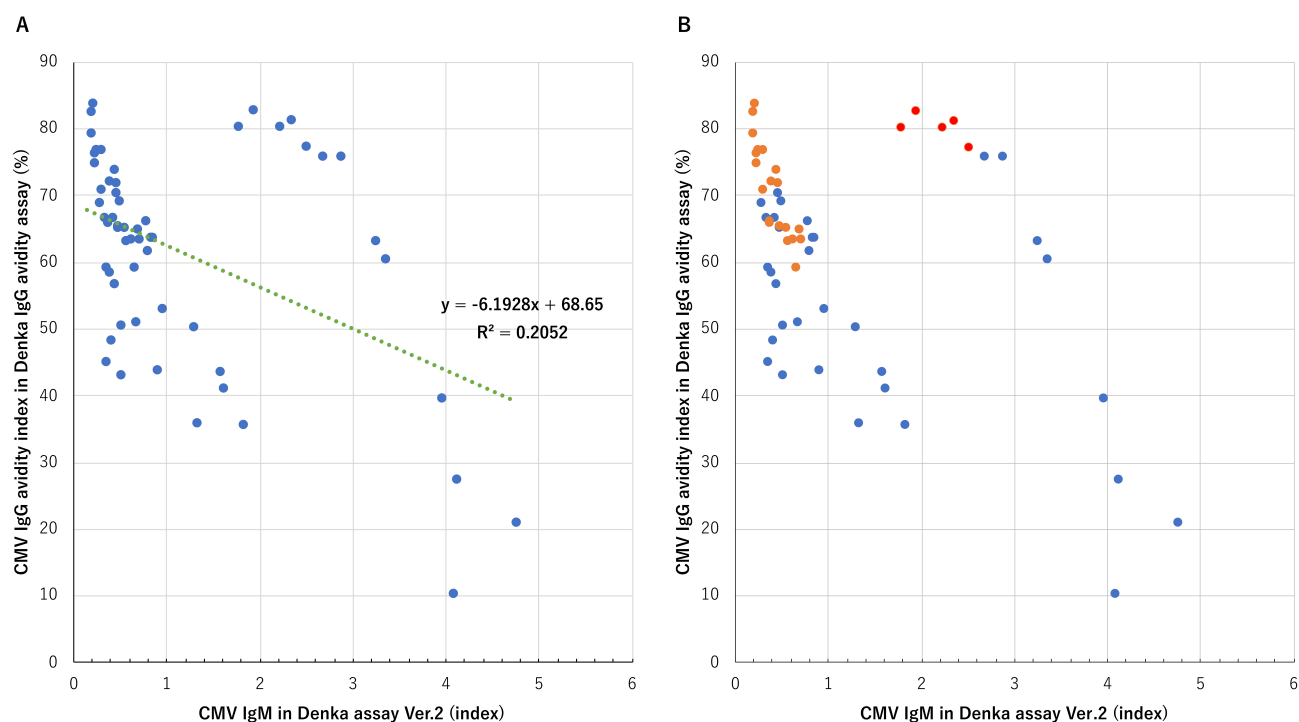 A
CMV IgG avidity index in Denka IgG avidity assay (%)
90
80
70
60
50
40
30
20
10
0
y = -6.1928x + 68.65
R² = 0.2052
0 1 2 3 4 5 6
CMV IgM in Denka assay Ver.2 (index)
B
CMV IgG avidity index in Denka IgG avidity assay (%)
90
80
70
60
50
40
30
20
10
0
0 1 2 3 4 5 6
CMV IgM in Denka assay Ver.2 (index)